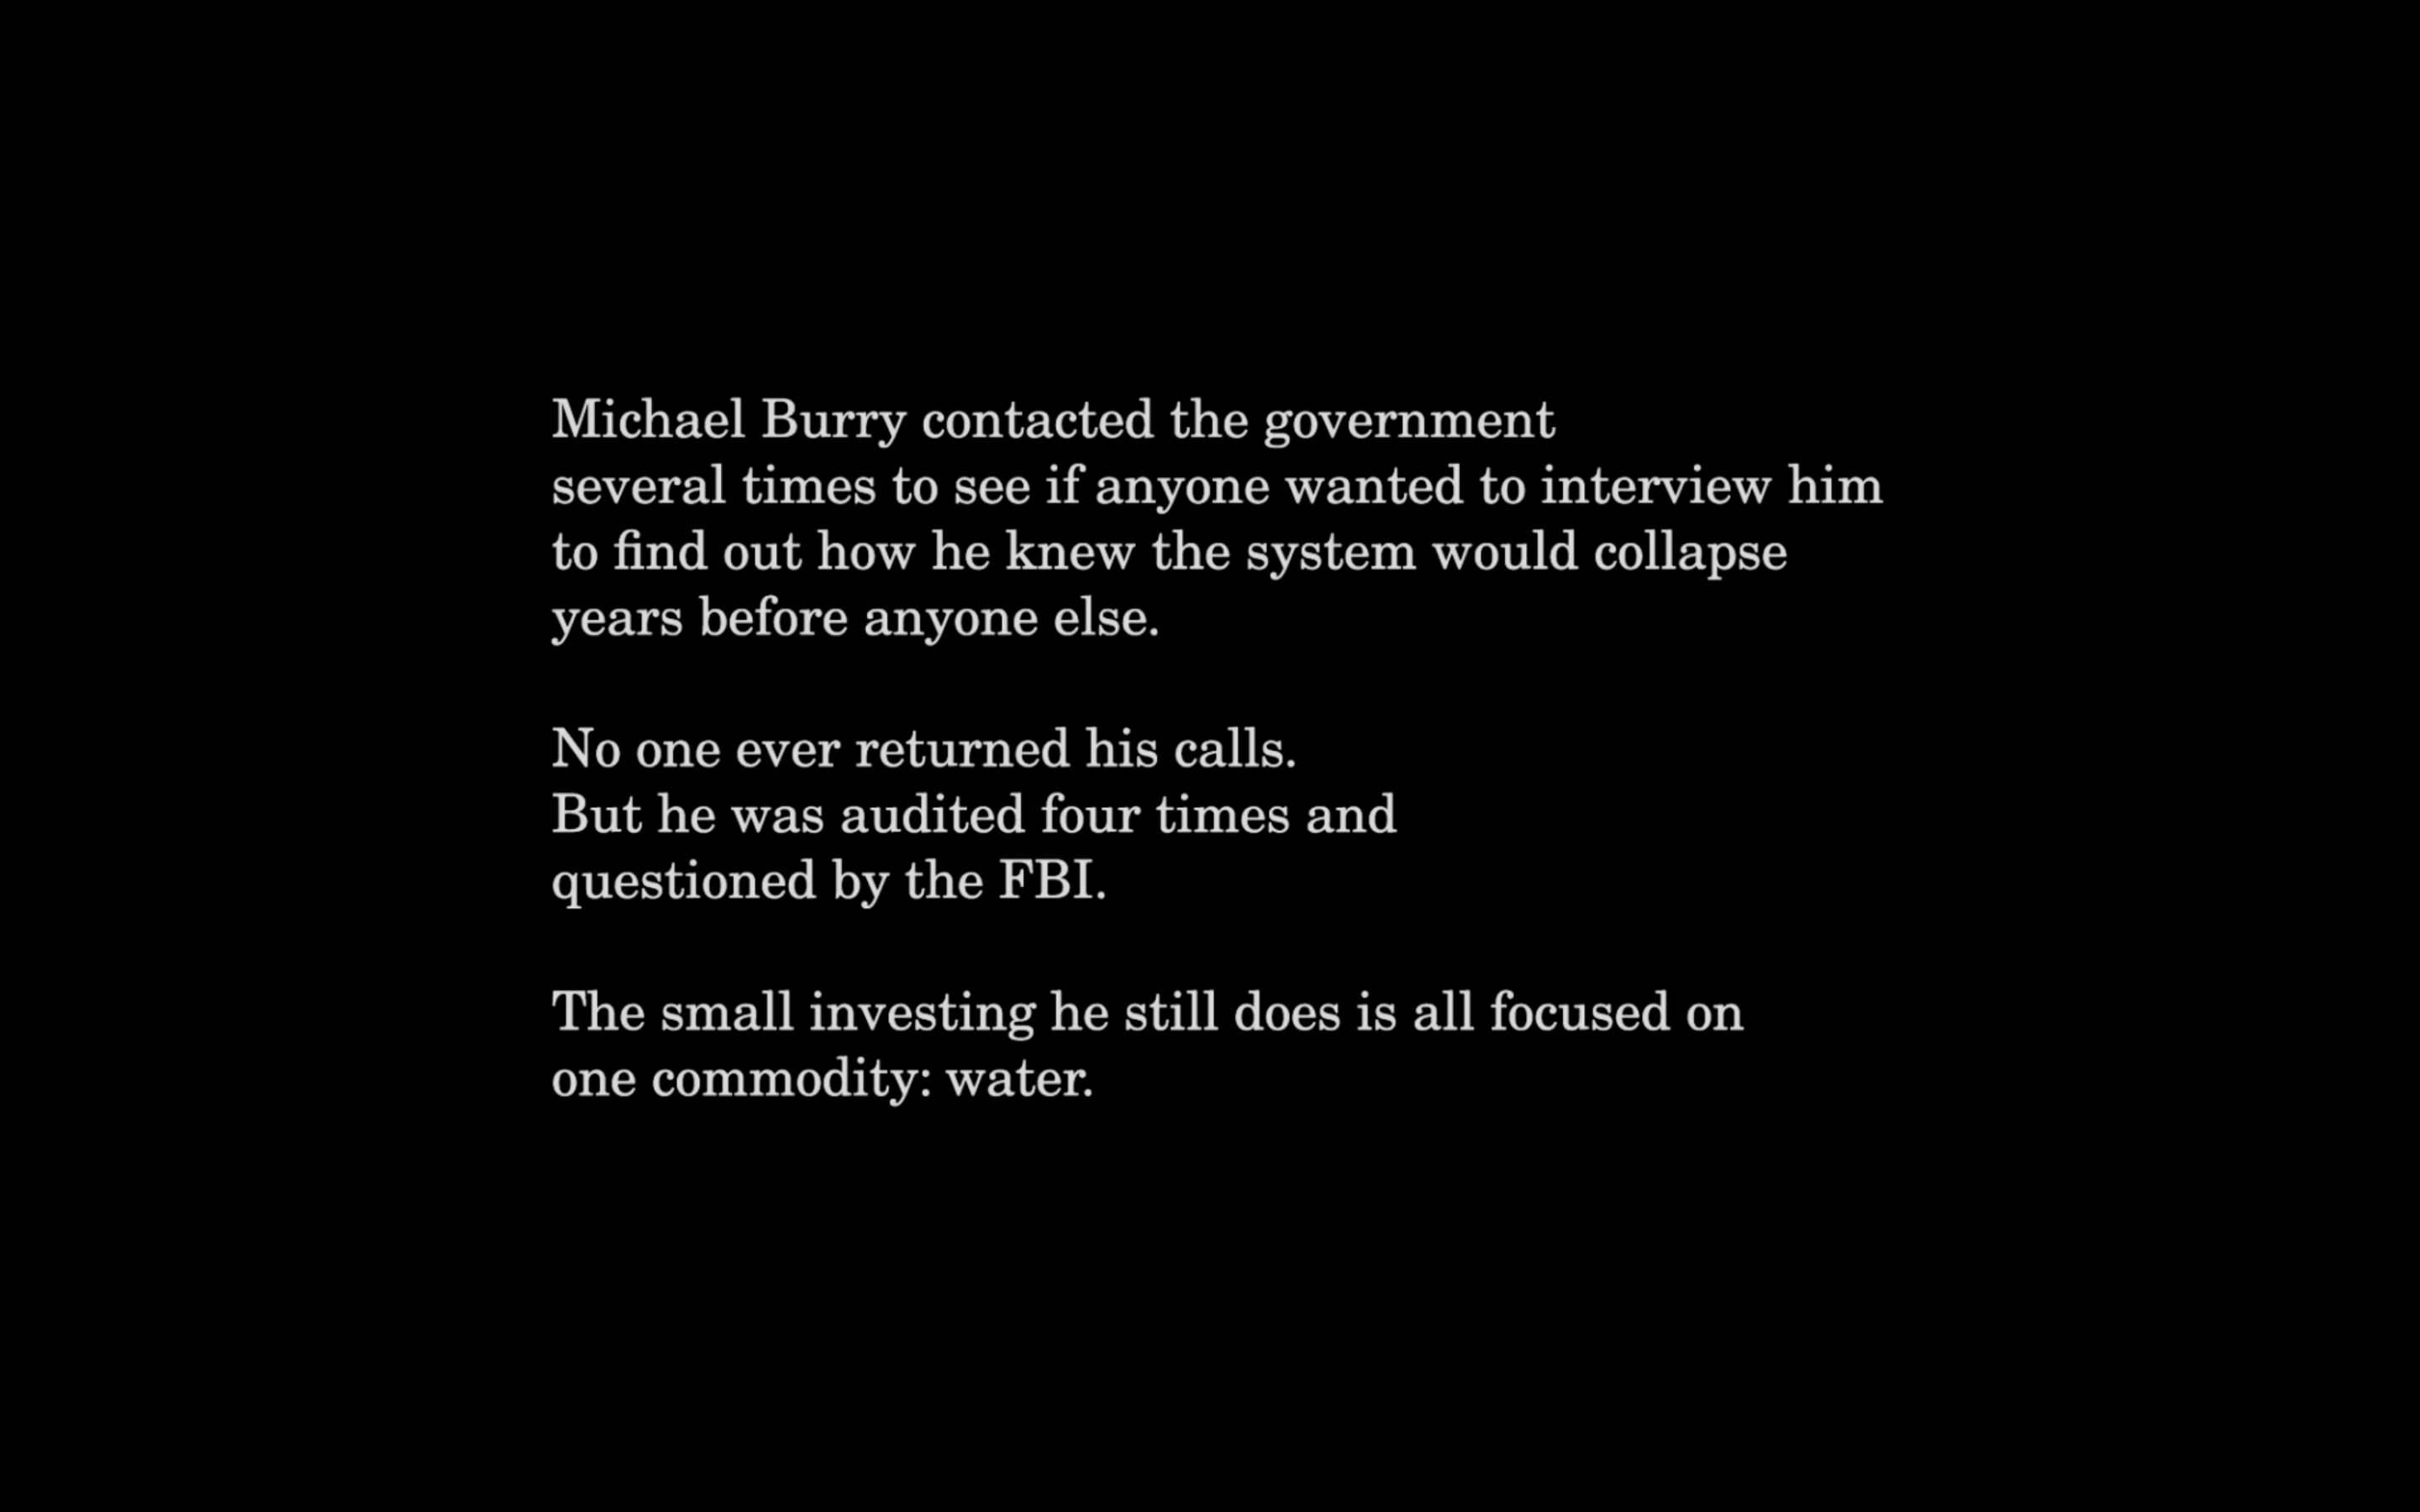 Michael Burry contacted the government
several times to see if anyone wanted to interview him
to find out how he knew the system would collapse
years before anyone else.
No one ever returned his calls.
But he was audited four times and
questioned by the FBI.
The small investing he still does is all focused on
one commodity: water.